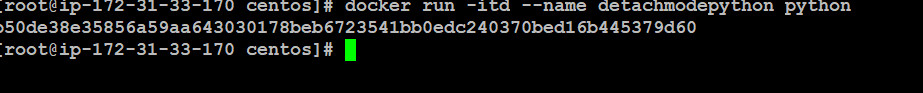 [root@ip-172-31-33-170 centos]# docker run -itd --name detachmodepython python
b50de38e35856a59aa643030178beb6723541bb0edc240370bed16b445379d60
[root@ip-172-31-33-170 centos]#